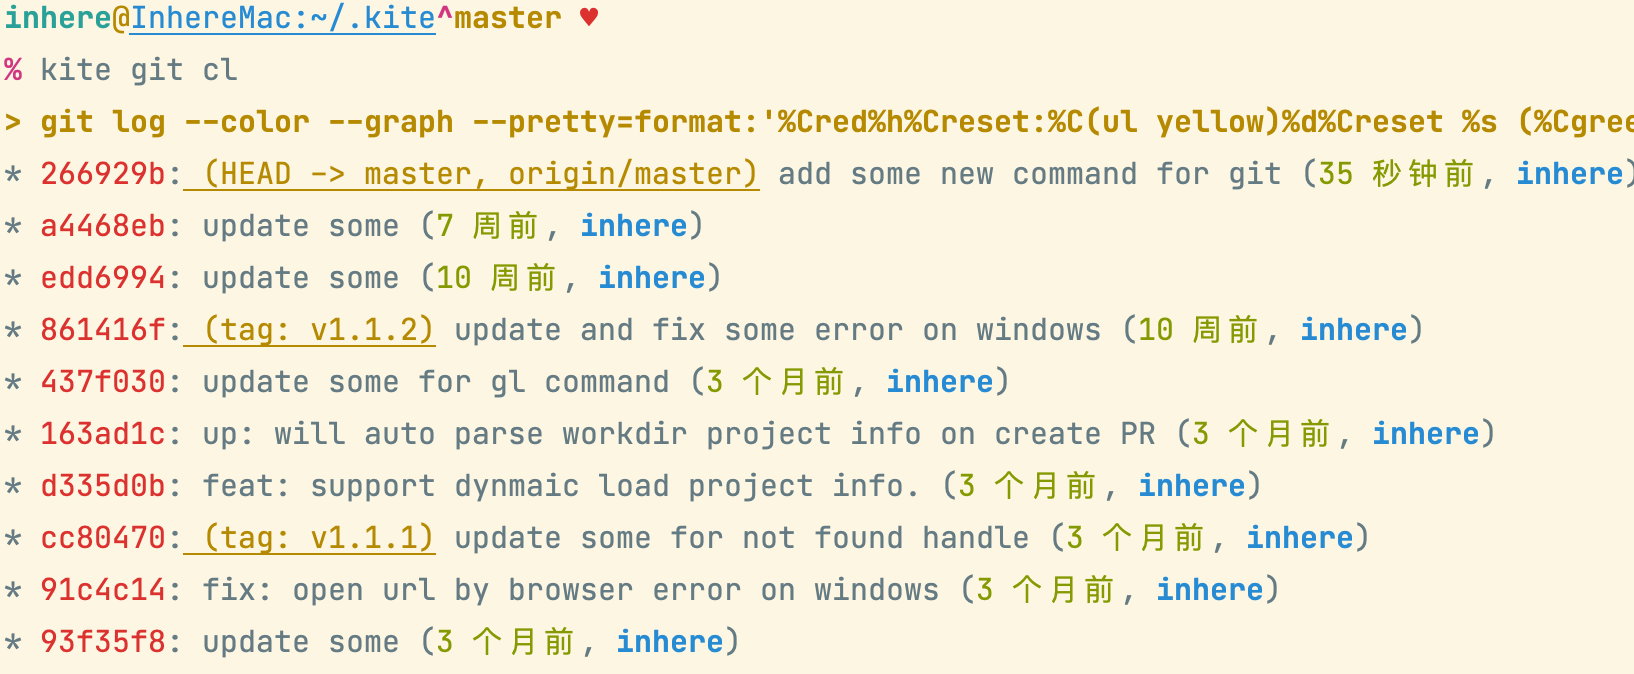 inhere@InhereMac:~/.kite^master ♥
% kite git cl
> git log --color --graph --pretty=format:'%Cred%h%Creset:%C(ul yellow)%d%Creset %s (%Cgree
* 266929b: (HEAD -> master, origin/master) add some new command for git (35 秒钟前, inhere)
* a4468eb: update some (7 周前, inhere)
* edd6994: update some (10 周前, inhere)
* 861416f: (tag: v1.1.2) update and fix some error on windows (10 周前, inhere)
* 437f030: update some for gl command (3 个月前, inhere)
* 163ad1c: up: will auto parse workdir project info on create PR (3 个月前, inhere)
* d335d0b: feat: support dynmaic load project info. (3 个月前, inhere)
* cc80470: (tag: v1.1.1) update some for not found handle (3 个月前, inhere)
* 91c4c14: fix: open url by browser error on windows (3 个月前, inhere)
* 93f35f8: update some (3 个月前, inhere)